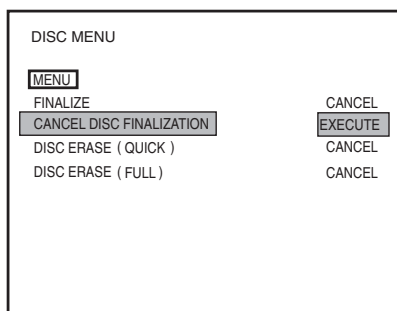 DISC MENU
MENU
FINALIZE CANCEL
CANCEL DISC FINALIZATION EXECUTE
DISC ERASE ( QUICK ) CANCEL
DISC ERASE ( FULL ) CANCEL